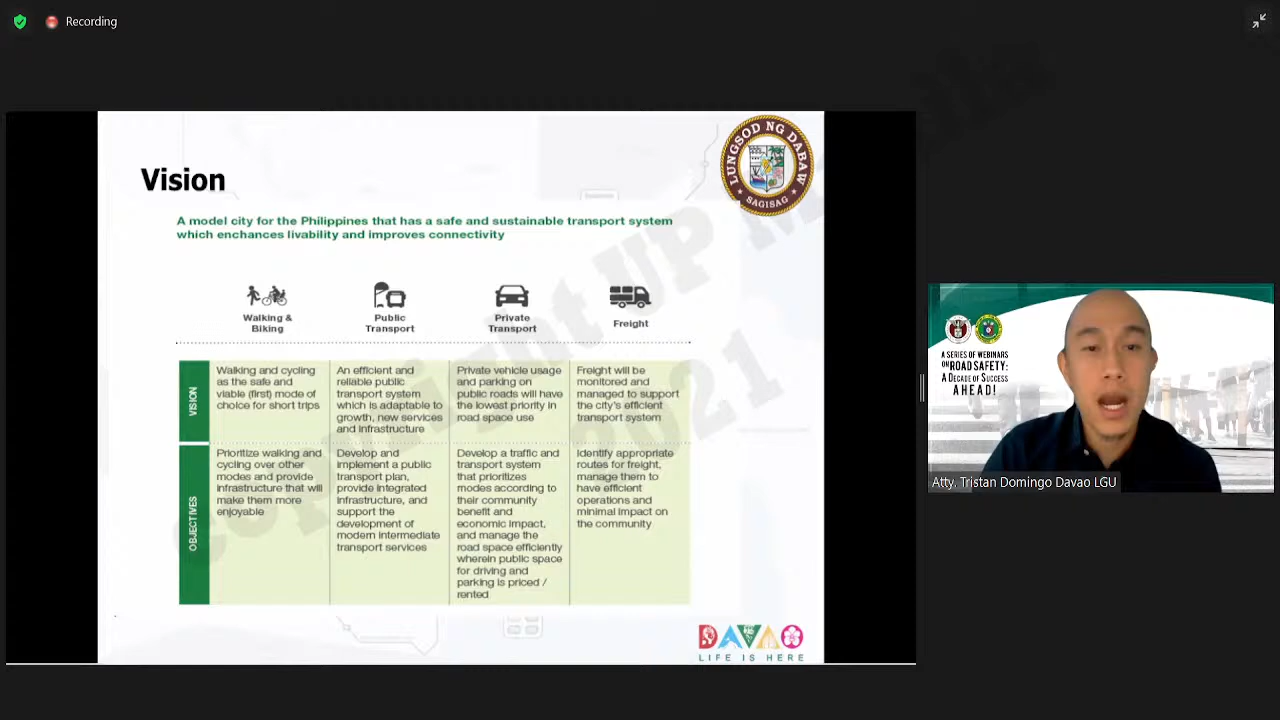 Recording
LUNGSOD NG DABAW
SAGISAG
Vision
A model city for the Philippines that has a safe and sustainable transport system
which enchances livability and improves connectivity
Walking &
Biking
Public
Transport
Private
Transport
Freight
VISION
Walking and cycling
as the safe and
viable (first) mode of
choice for short trips
An efficient and
reliable public
transport system
which is adaptable to
growth, new services
and infrastructure
Private vehicle usage
and parking on
public roads will have
the lowest priority in
road space use
Freight will be
monitored and
managed to support
the city's efficient
transport system
OBJECTIVES
Prioritize walking and
cycling over other
modes and provide
infrastructure that will
make them more
enjoyable
Develop and
implement a public
transport plan,
provide integrated
infrastructure, and
support the
development of
modern intermediate
transport services
Develop a traffic and
transport system
that prioritizes
modes according to
their community
benefit and
economic impact,
and manage the
road space efficiently
wherein public space
for driving and
parking is priced /
rented
Identify appropriate
routes for freight,
manage them to
have efficient
operations and
minimal impact on
the community
copyright UP M
2021
DAVAO
LIFE IS HERE
A SERIES OF WEBINARS
ON ROAD SAFETY:
A DECADE OF SUCCESS
AHEAD!
Atty. Tristan Domingo Davao LGU